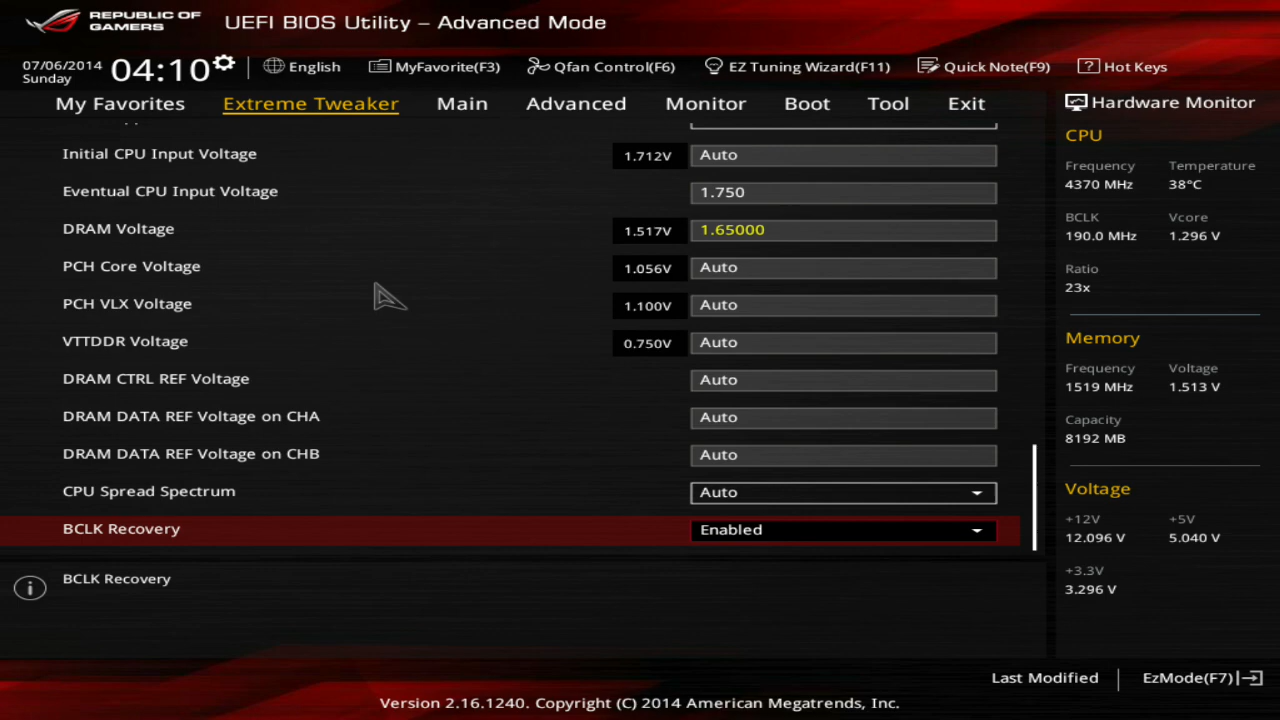 REPUBLIC OF
GAMERS
UEFI BIOS Utility – Advanced Mode
07/06/2014
Sunday
04:10
English
MyFavorite(F3)
Qfan Control(F6)
EZ Tuning Wizard(F11)
Quick Note(F9)
? Hot Keys
My Favorites
Extreme Tweaker
Main
Advanced
Monitor
Boot
Tool
Exit
Initial CPU Input Voltage 1.712V Auto
Eventual CPU Input Voltage 1.750
DRAM Voltage 1.517V 1.65000
PCH Core Voltage 1.056V Auto
PCH VLX Voltage 1.100V Auto
VTTDDR Voltage 0.750V Auto
DRAM CTRL REF Voltage Auto
DRAM DATA REF Voltage on CHA Auto
DRAM DATA REF Voltage on CHB Auto
CPU Spread Spectrum Auto
BCLK Recovery Enabled
BCLK Recovery
Hardware Monitor
CPU
Frequency Temperature
4370 MHz 38°C
BCLK Vcore
190.0 MHz 1.296 V
Ratio
23x
Memory
Frequency Voltage
1519 MHz 1.513 V
Capacity
8192 MB
Voltage
+12V +5V
12.096 V 5.040 V
+3.3V
3.296 V
Last Modified
EzMode(F7)
Version 2.16.1240. Copyright (C) 2014 American Megatrends, Inc.